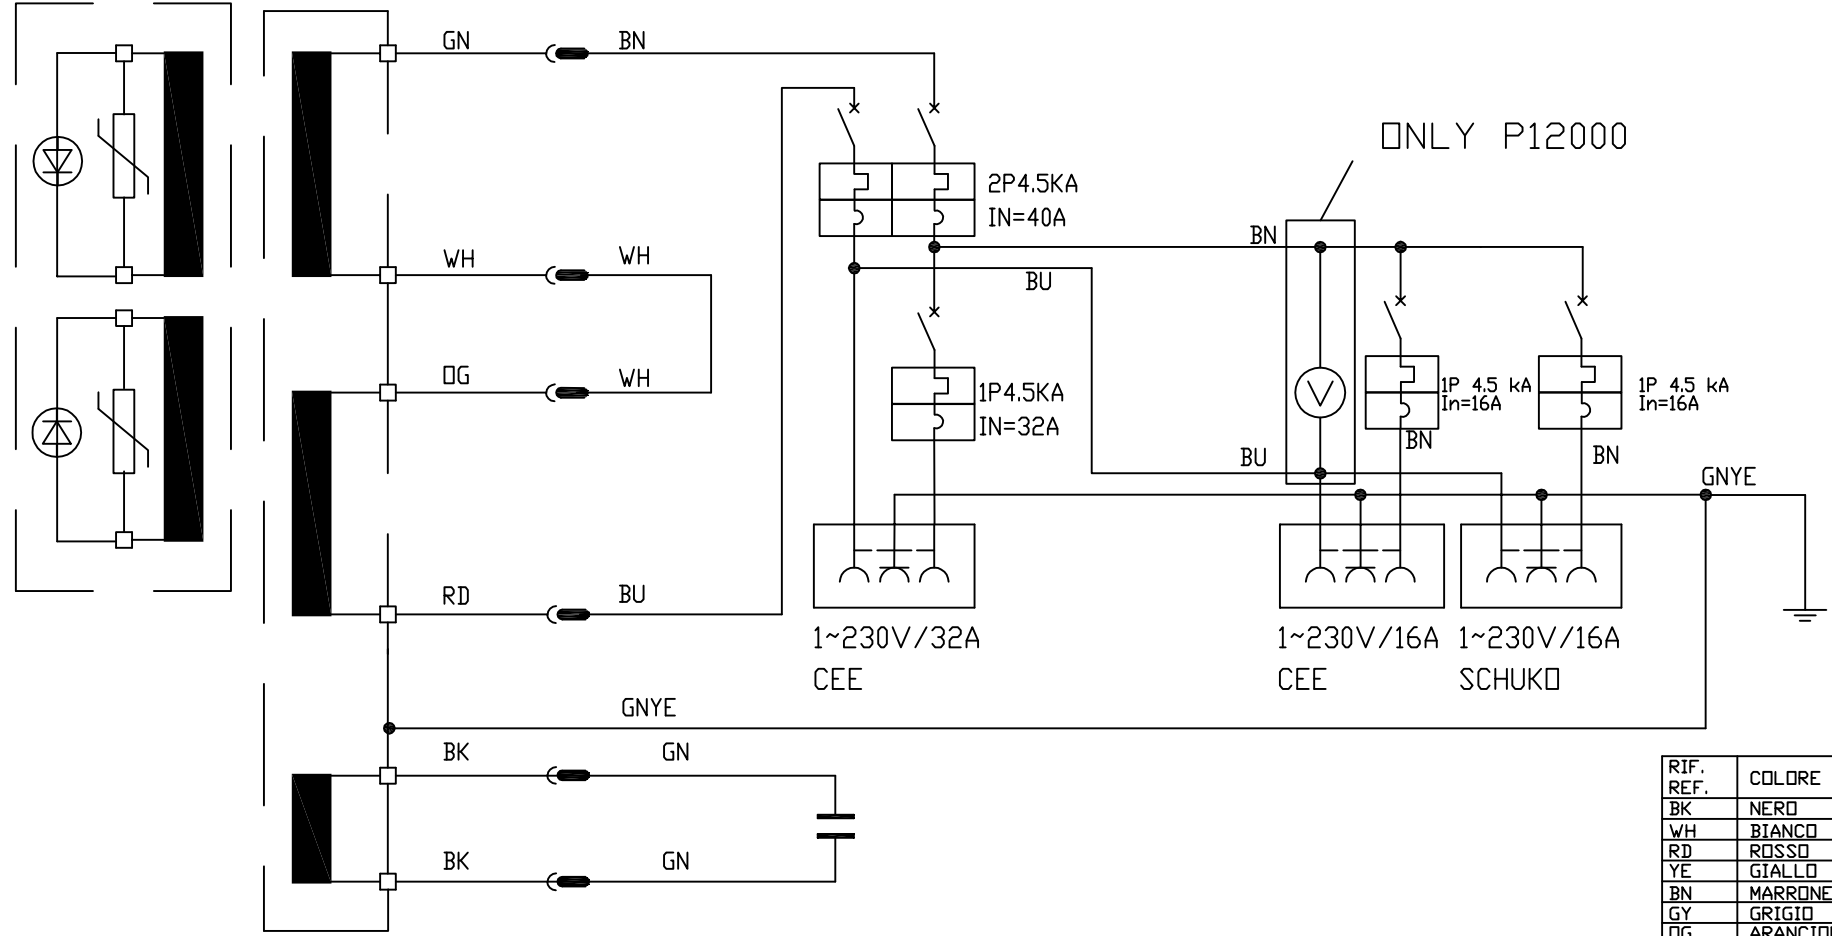 GN BN
ONLY P12000
2P4.5KA
IN=40A
WH WH
BN
BU
OG WH
1P4.5KA
IN=32A
1P 4.5 kA
In=16A
1P 4.5 kA
In=16A
BN
BN
BU
GNYE
RD BU
1~230V/32A
CEE
1~230V/16A
CEE
1~230V/16A
SCHUKO
GNYE
BK GN
BK GN
V
RIF.
REF. COLORE
BK NERO
WH BIANCO
RD ROSSO
YE GIALLO
BN MARRONE
GY GRIGIO